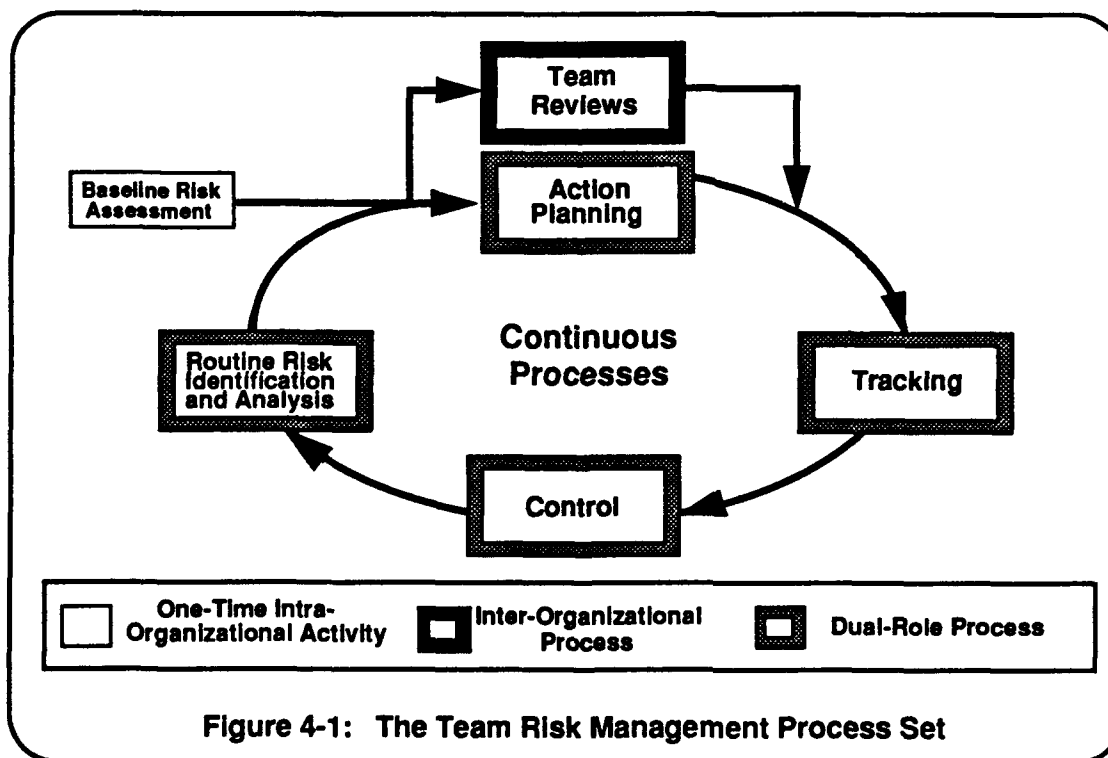 Team
Reviews
Baseline Risk
Assessment
Action
Planning
Continuous
Processes
Routine Risk
Identification
and Analysis
Tracking
Control
One-Time Intra-
Organizational Activity
Inter-Organizational
Process
Dual-Role Process
Figure 4-1: The Team Risk Management Process Set